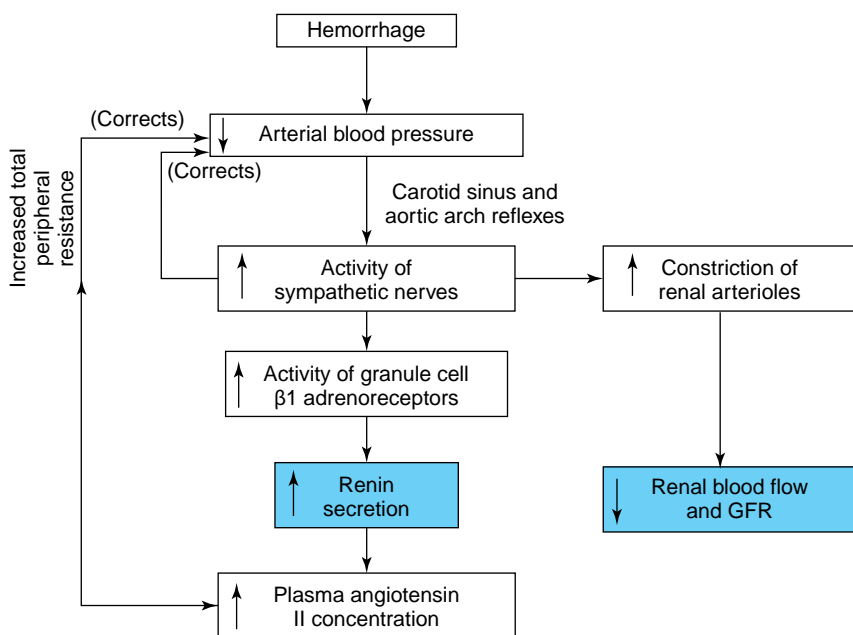 Hemorrhage
(Corrects)
Arterial blood pressure
(Corrects)
Increased total
peripheral
resistance
Carotid sinus and
aortic arch reflexes
Activity of
sympathetic nerves
Constriction of
renal arterioles
Activity of granule cell
β1 adrenoreceptors
Renin
secretion
Renal blood flow
and GFR
Plasma angiotensin
II concentration